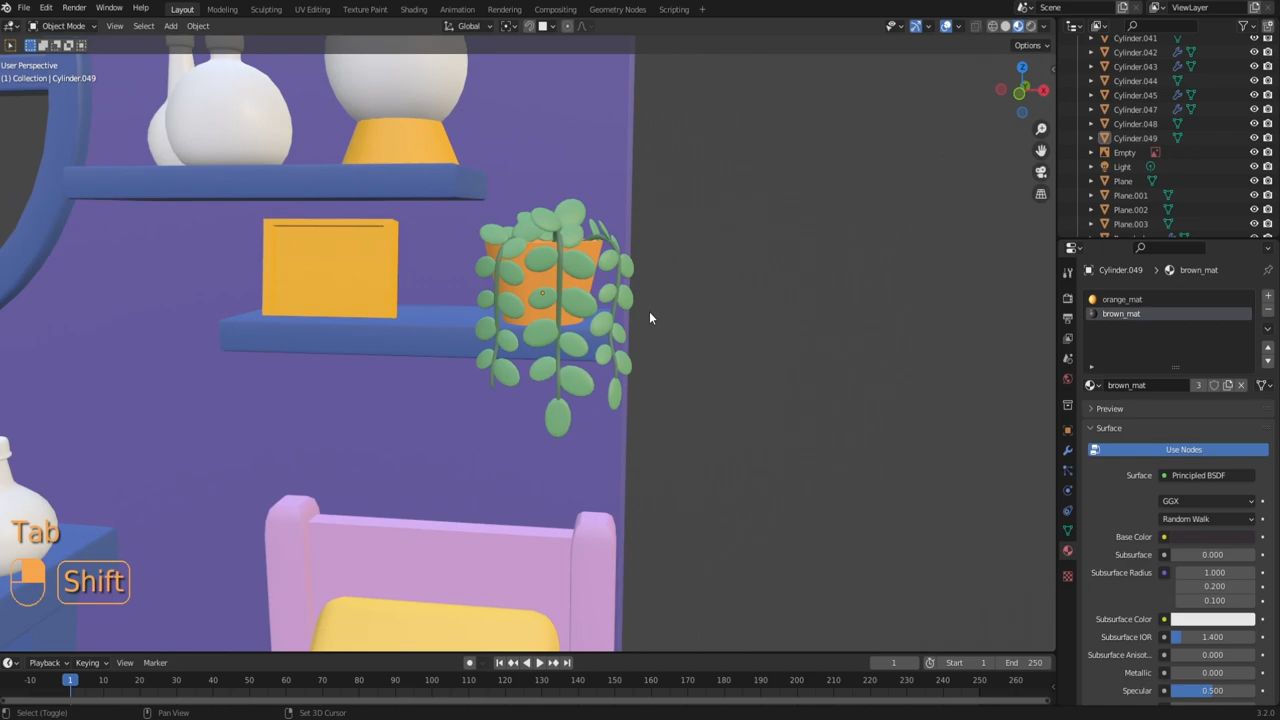 File Edit Render Window Help Layout Modeling Sculpting UV Editing Texture Paint Shading Animation Rendering Compositing Geometry Nodes Scripting + Scene ViewLayer
Object Mode View Select Add Object Global
Options
User Perspective
(1) Collection | Cylinder.049
Z
X
Tab
Shift
Cylinder.041
Cylinder.042
Cylinder.043
Cylinder.044
Cylinder.045
Cylinder.047
Cylinder.048
Cylinder.049
Empty
Light
Plane
Plane.001
Plane.002
Plane.003
Cylinder.049 > brown_mat
orange_mat
brown_mat
brown_mat 3
Preview
Surface
Use Nodes
Surface Principled BSDF
GGX
Random Walk
Base Color
Subsurface 0.000
Subsurface Radius 1.000
0.200
0.100
Subsurface Color
Subsurface IOR 1.400
Subsurface Anisot.. 0.000
Metallic 0.000
Specular 0.500
Playback Keying View Marker 1 Start 1 End 250
-10 1 10 20 30 40 50 60 70 80 90 100 110 120 130 140 150 160 170 180 190 200 210 220 230 240 250 260
Select (Toggle) Pan View Set 3D Cursor 3.2.0